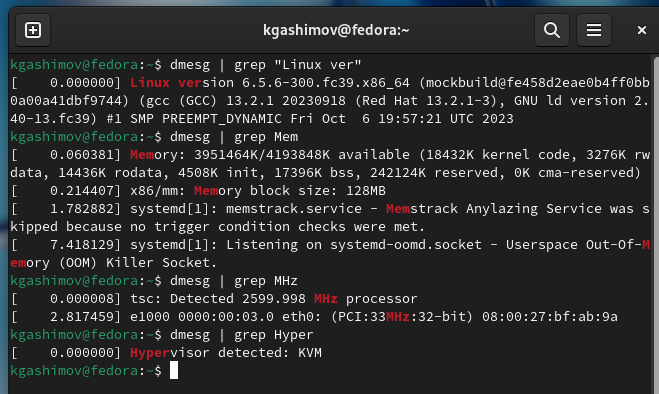 kgashimov@fedora:~
kgashimov@fedora:~$ dmesg | grep "Linux ver"
[    0.000000] Linux version 6.5.6-300.fc39.x86_64 (mockbuild@fe458d2eae0b4ff0bb
0a00a41dbf9744) (gcc (GCC) 13.2.1 20230918 (Red Hat 13.2.1-3), GNU ld version 2.
40-13.fc39) #1 SMP PREEMPT_DYNAMIC Fri Oct  6 19:57:21 UTC 2023
kgashimov@fedora:~$ dmesg | grep Mem
[    0.060381] Memory: 3951464K/4193848K available (18432K kernel code, 3276K rw
data, 14436K rodata, 4508K init, 17396K bss, 242124K reserved, 0K cma-reserved)
[    0.214407] x86/mm: Memory block size: 128MB
[    1.782882] systemd[1]: memstrack.service - Memstrack Anylazing Service was s
kipped because no trigger condition checks were met.
[    7.418129] systemd[1]: Listening on systemd-oomd.socket - Userspace Out-Of-M
emory (OOM) Killer Socket.
kgashimov@fedora:~$ dmesg | grep MHz
[    0.000008] tsc: Detected 2599.998 MHz processor
[    2.817459] e1000 0000:00:03.0 eth0: (PCI:33MHz:32-bit) 08:00:27:bf:ab:9a
kgashimov@fedora:~$ dmesg | grep Hyper
[    0.000000] Hypervisor detected: KVM
kgashimov@fedora:~$